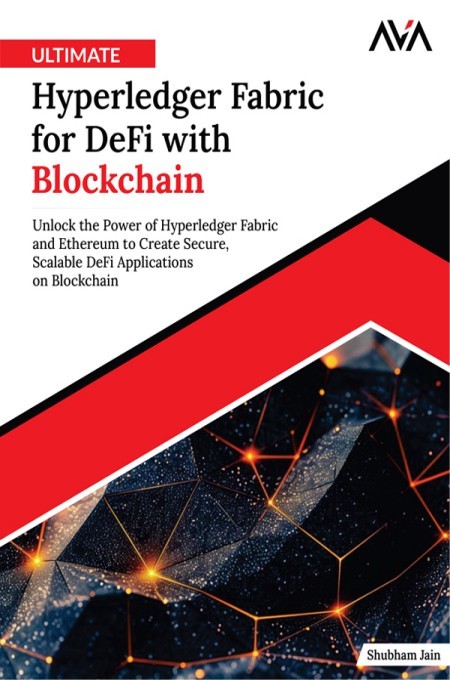 AVA
ULTIMATE
Hyperledger Fabric
for DeFi with
Blockchain
Unlock the Power of Hyperledger Fabric
and Ethereum to Create Secure,
Scalable DeFi Applications
on Blockchain
Shubham Jain